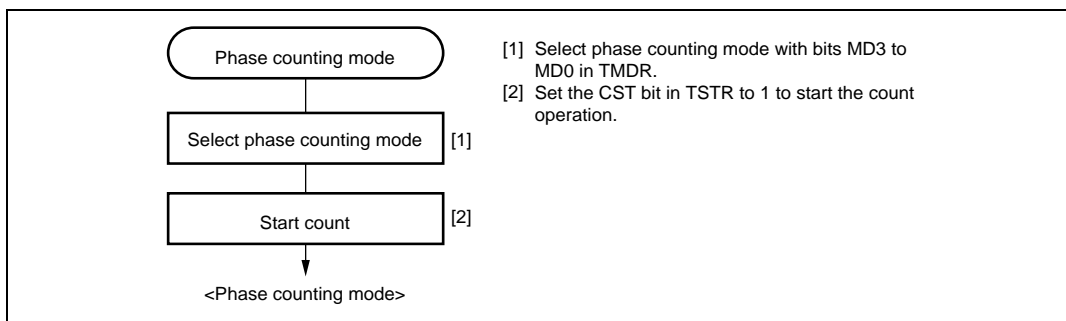 Phase counting mode
Select phase counting mode [1]
Start count [2]
<Phase counting mode>
[1] Select phase counting mode with bits MD3 to
MD0 in TMDR.
[2] Set the CST bit in TSTR to 1 to start the count
operation.